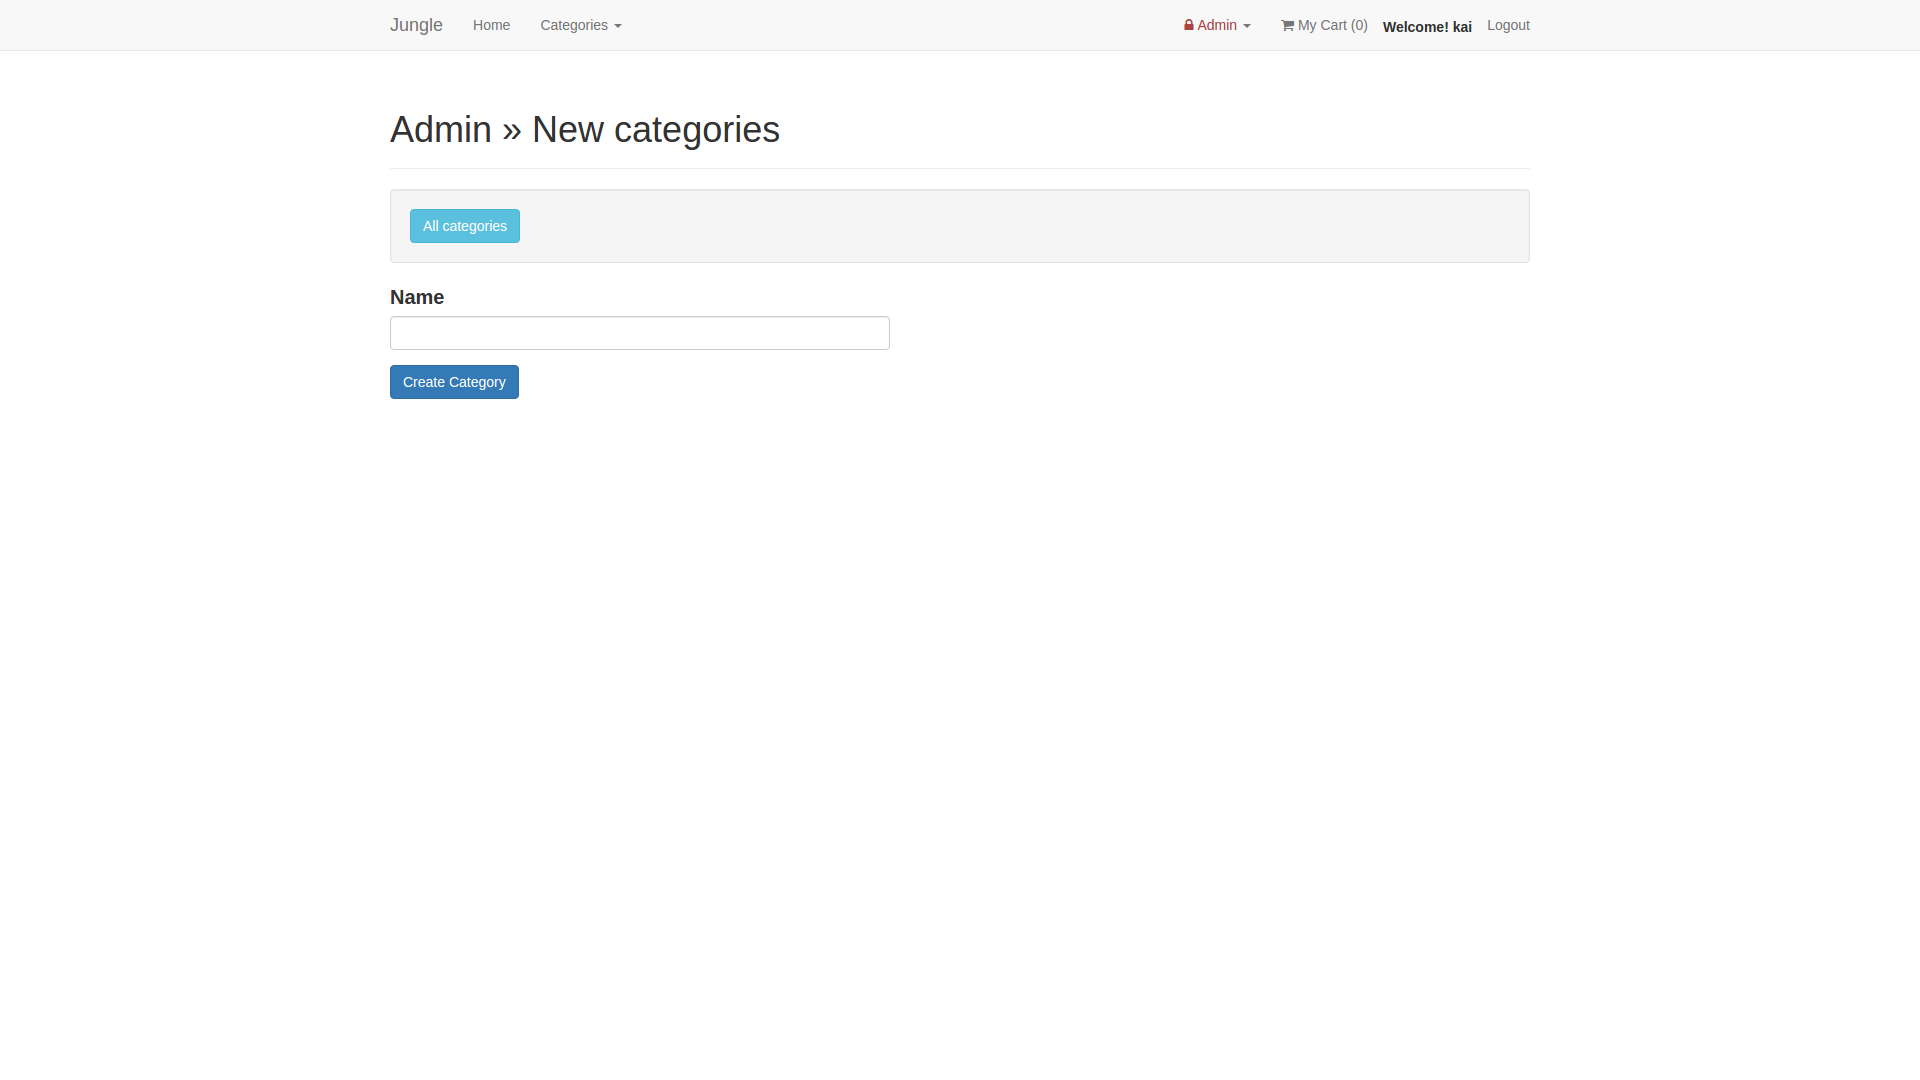 Jungle Home Categories Admin My Cart (0) Welcome! kai Logout
Admin » New categories
All categories
Name
Create Category